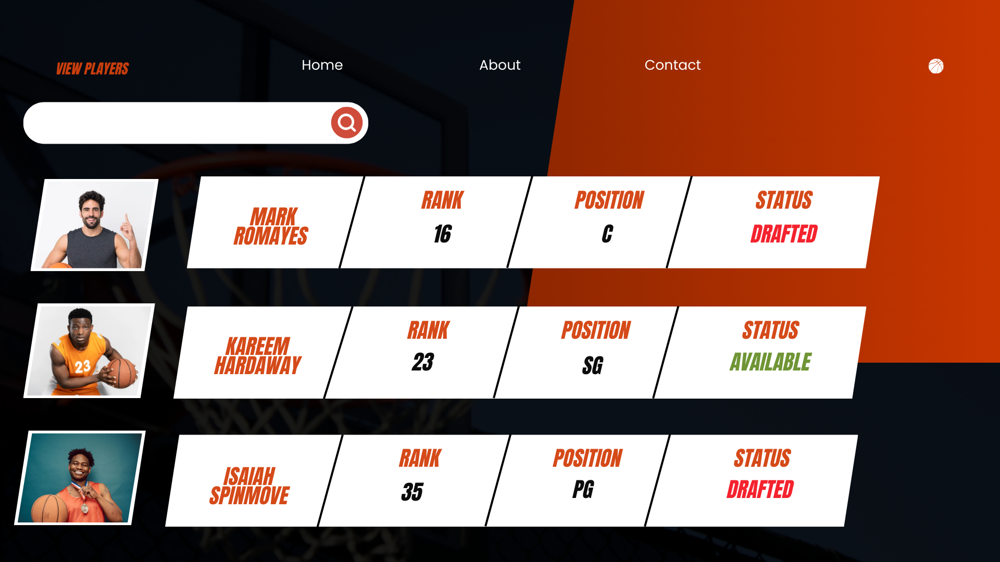 VIEW PLAYERS
Home
About
Contact
MARK
ROMAYES
RANK
16
POSITION
C
STATUS
DRAFTED
23
KAREEM
HARDAWAY
RANK
23
POSITION
SG
STATUS
AVAILABLE
ISAIAH
SPINMOVE
RANK
35
POSITION
PG
STATUS
DRAFTED